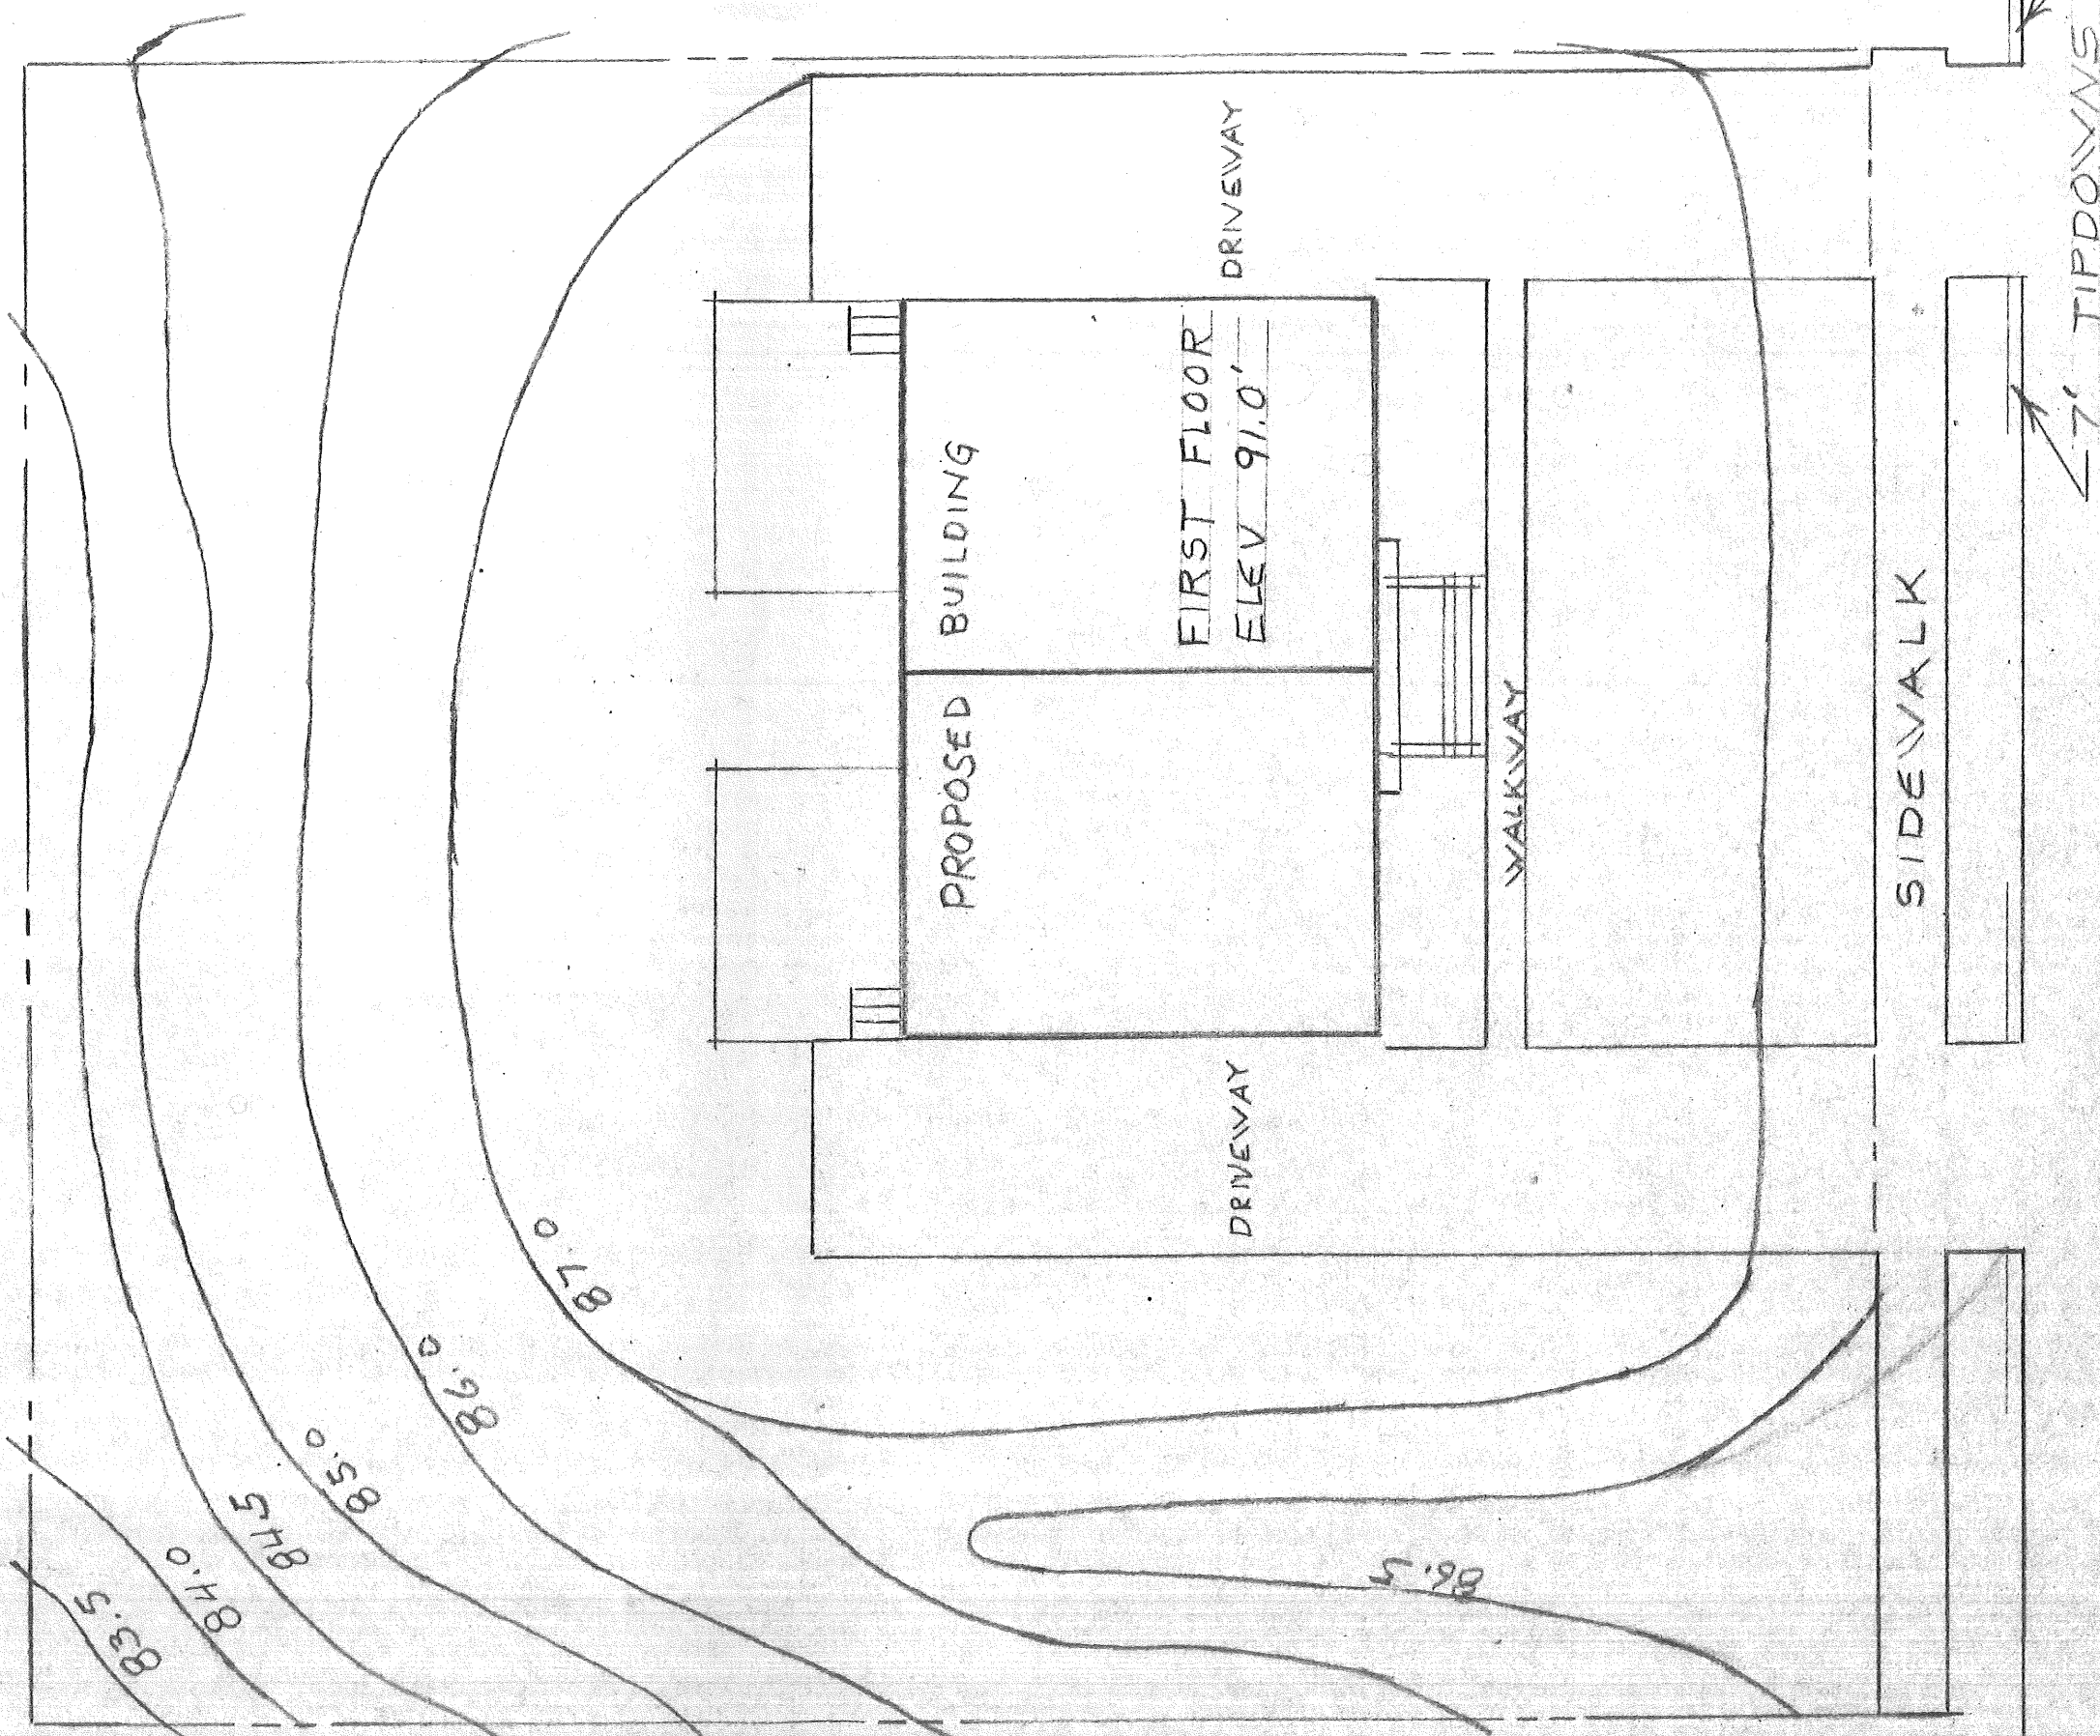 7' TIPDOWNS
DRIVEWAY
FIRST FLOOR
ELEV 91.0'
PROPOSED BUILDING
WALKWAY
SIDEWALK
DRIVEWAY
87.0
86.0
85.0
84.5
84.0
83.5
86.5